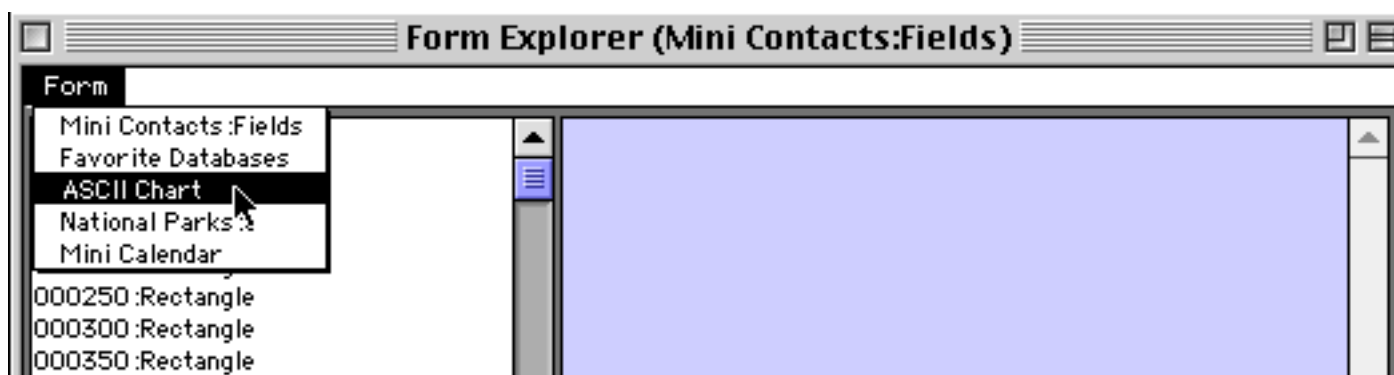 Form Explorer (Mini Contacts:Fields)
Form
Mini Contacts:Fields
Favorite Databases
ASCII Chart
National Parks
Mini Calendar
000250:Rectangle
000300:Rectangle
000350:Rectangle